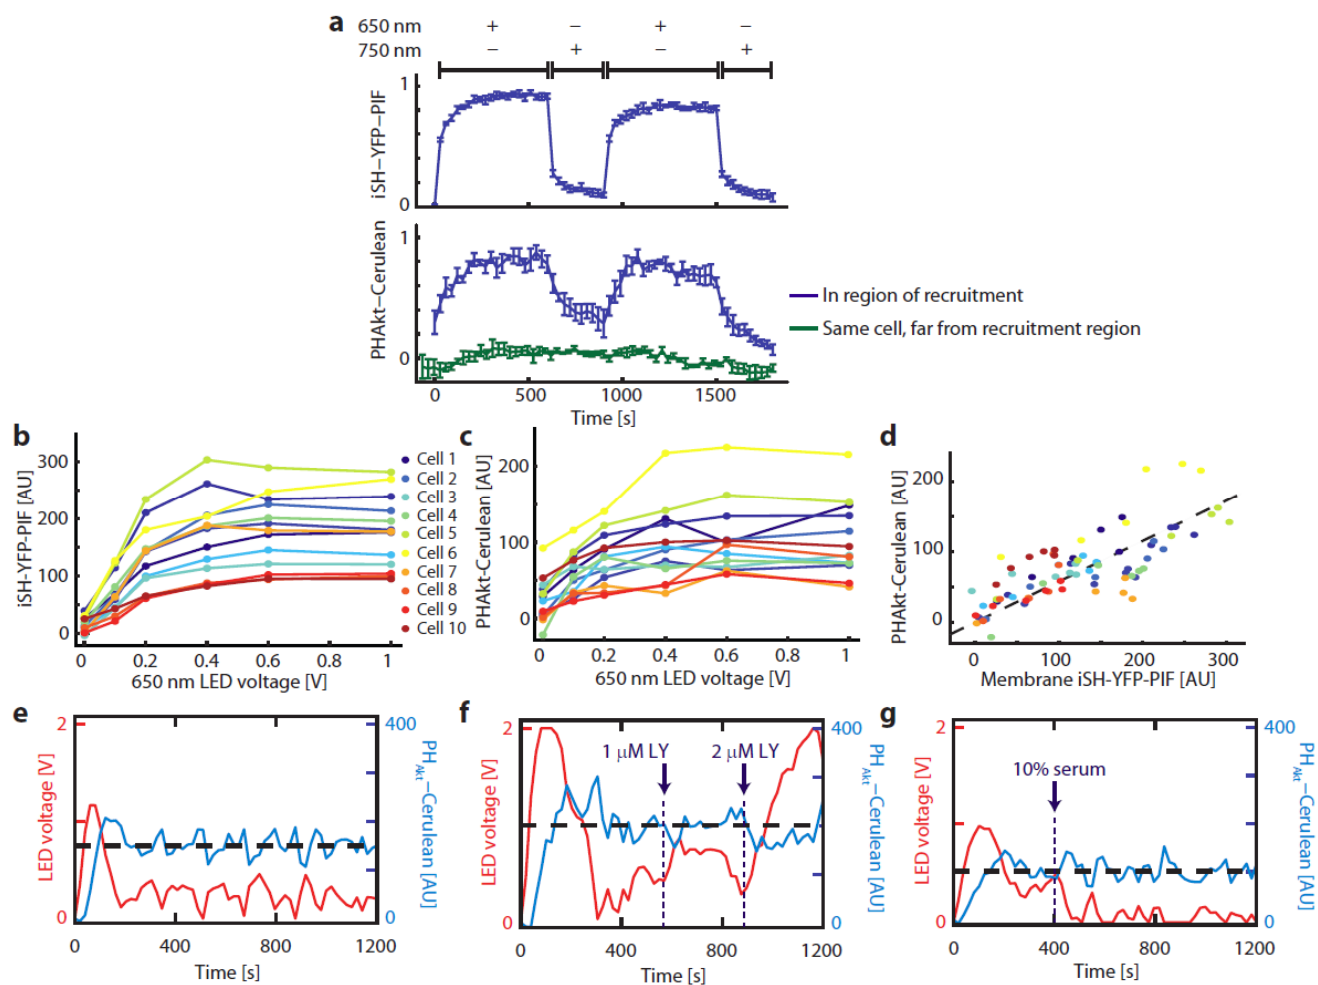 a
650 nm + − + −
750 nm − + − +
iSH−YFP−PIF
1
0
PHAkt−Cerulean
1
0
In region of recruitment
Same cell, far from recruitment region
0 500 1000 1500
Time [s]
b
iSH-YFP-PIF [AU]
300
200
100
0
0 0.2 0.4 0.6 1
650 nm LED voltage [V]
Cell 1
Cell 2
Cell 3
Cell 4
Cell 5
Cell 6
Cell 7
Cell 8
Cell 9
Cell 10
c
PHAkt-Cerulean [AU]
200
100
0
0 0.2 0.4 0.6 1
650 nm LED voltage [V]
d
PHAkt-Cerulean [AU]
200
100
0
0 100 200 300
Membrane iSH-YFP-PIF [AU]
e
LED voltage [V]
2
0
400
0
PHAkt−Cerulean [AU]
0 400 800 1200
Time [s]
f
LED voltage [V]
2
0
1 μM LY 2 μM LY
400
0
PHAkt−Cerulean [AU]
0 400 800 1200
Time [s]
g
LED voltage [V]
2
0
10% serum
400
0
PHAkt−Cerulean [AU]
0 400 800 1200
Time [s]